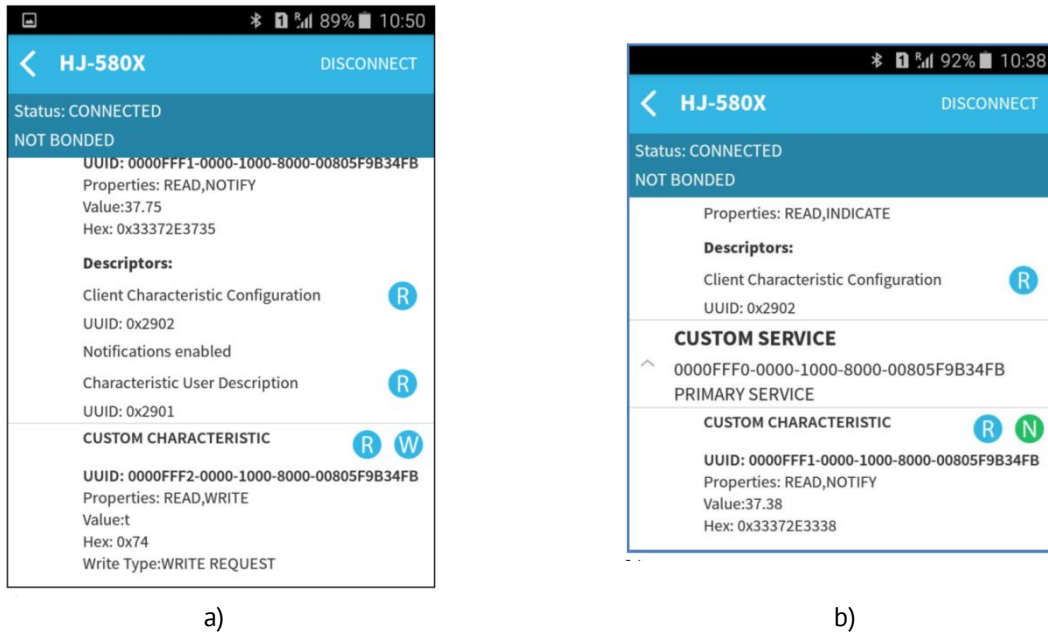 89% 10:50
HJ-580X DISCONNECT
Status: CONNECTED
NOT BONDED
UUID: 0000FFF1-0000-1000-8000-00805F9B34FB
Properties: READ,NOTIFY
Value:37.75
Hex: 0x33372E3735
Descriptors:
Client Characteristic Configuration R
UUID: 0x2902
Notifications enabled
Characteristic User Description R
UUID: 0x2901
CUSTOM CHARACTERISTIC R W
UUID: 0000FFF2-0000-1000-8000-00805F9B34FB
Properties: READ,WRITE
Value:t
Hex: 0x74
Write Type:WRITE REQUEST
a)
1 R 92% 10:38
HJ-580X DISCONNECT
Status: CONNECTED
NOT BONDED
Properties: READ,INDICATE
Descriptors:
Client Characteristic Configuration R
UUID: 0x2902
CUSTOM SERVICE
0000FFF0-0000-1000-8000-00805F9B34FB
PRIMARY SERVICE
CUSTOM CHARACTERISTIC R N
UUID: 0000FFF1-0000-1000-8000-00805F9B34FB
Properties: READ,NOTIFY
Value:37.38
Hex: 0x33372E3338
b)